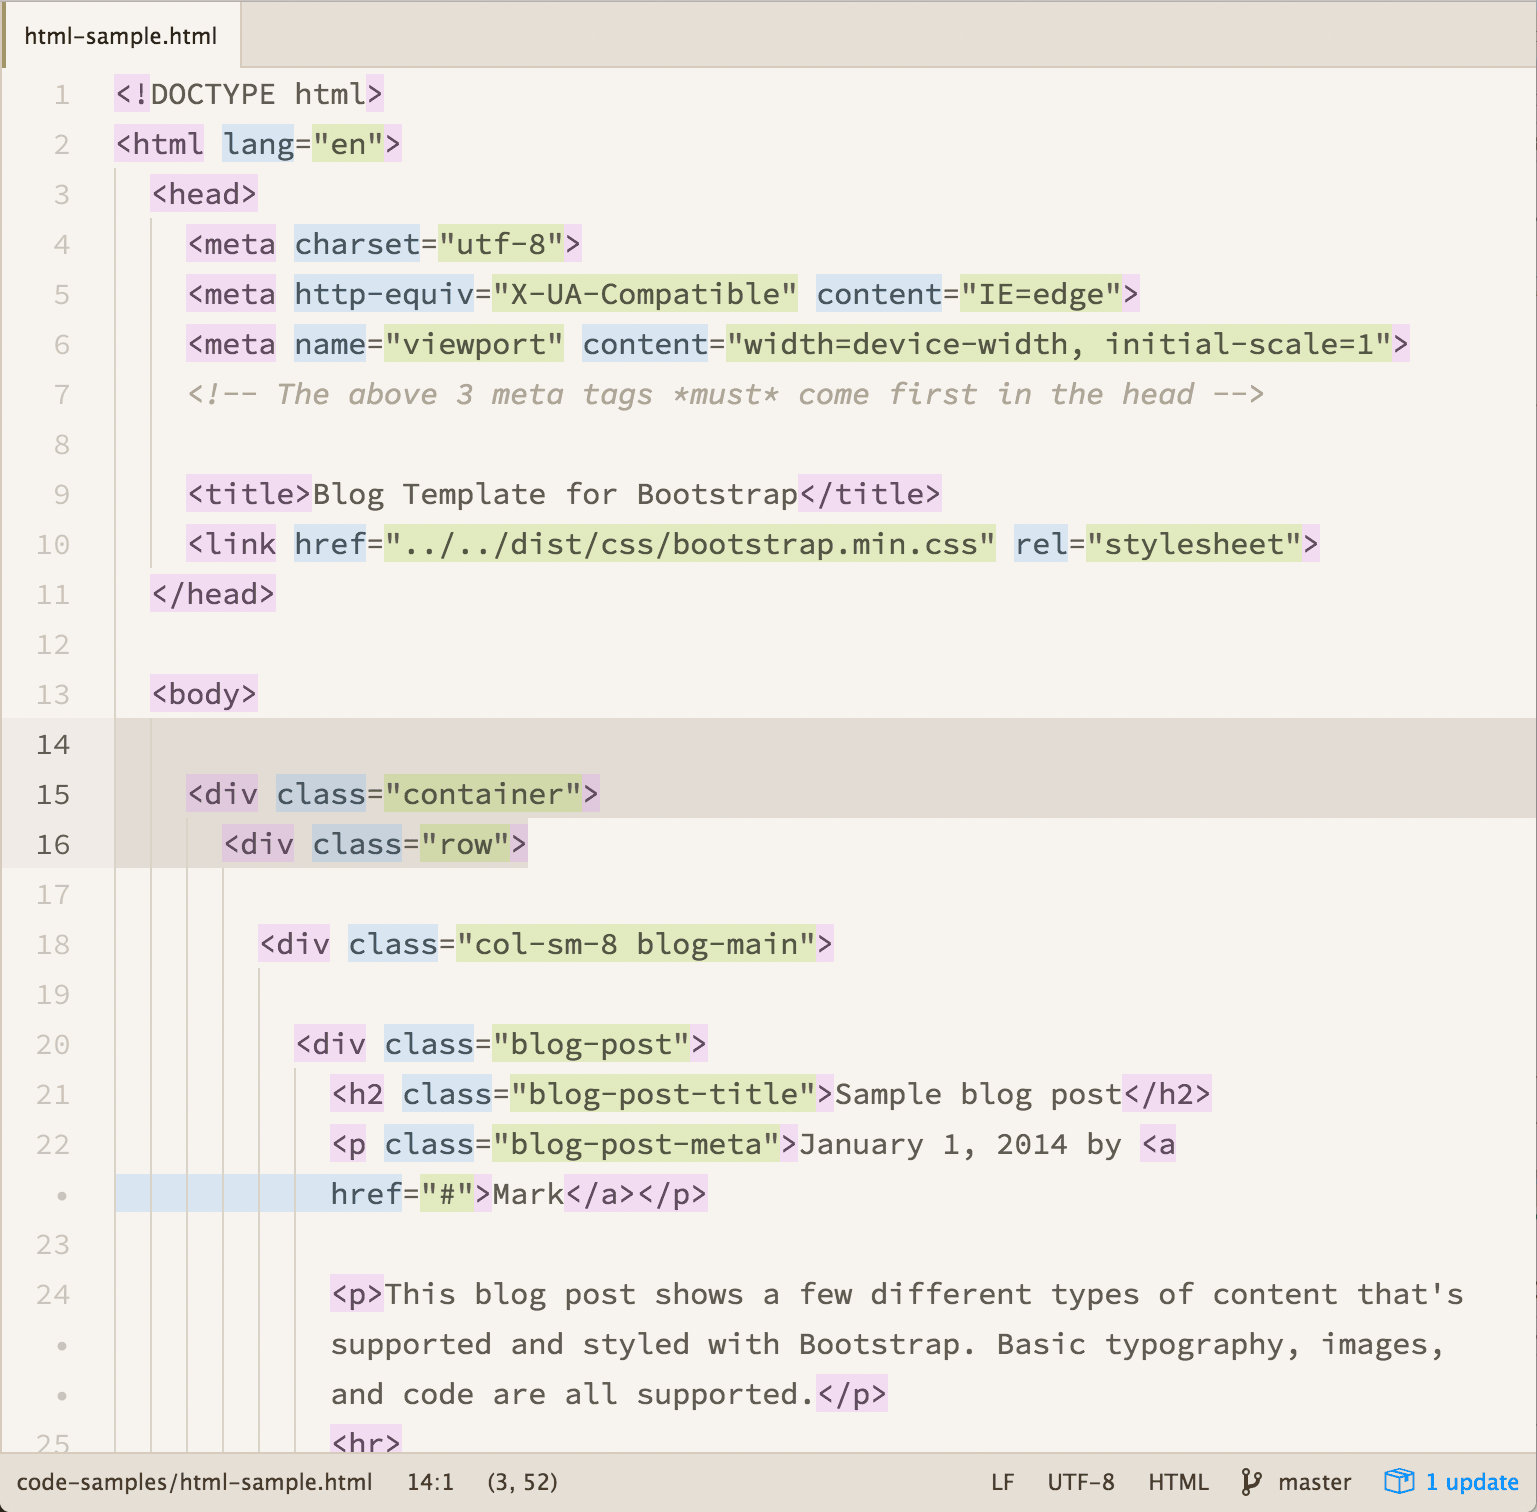 html-sample.html
1 <!DOCTYPE html>
2 <html lang="en">
3 <head>
4 <meta charset="utf-8">
5 <meta http-equiv="X-UA-Compatible" content="IE=edge">
6 <meta name="viewport" content="width=device-width, initial-scale=1">
7 <!-- The above 3 meta tags *must* come first in the head -->
8
9 <title>Blog Template for Bootstrap</title>
10 <link href="../../dist/css/bootstrap.min.css" rel="stylesheet">
11 </head>
12
13 <body>
14
15 <div class="container">
16 <div class="row">
17
18 <div class="col-sm-8 blog-main">
19
20 <div class="blog-post">
21 <h2 class="blog-post-title">Sample blog post</h2>
22 <p class="blog-post-meta">January 1, 2014 by <a
• href="#">Mark</a></p>
23
24 <p>This blog post shows a few different types of content that's
• supported and styled with Bootstrap. Basic typography, images,
• and code are all supported.</p>
25 <hr>
code-samples/html-sample.html 14:1 (3, 52) LF UTF-8 HTML master 1 update